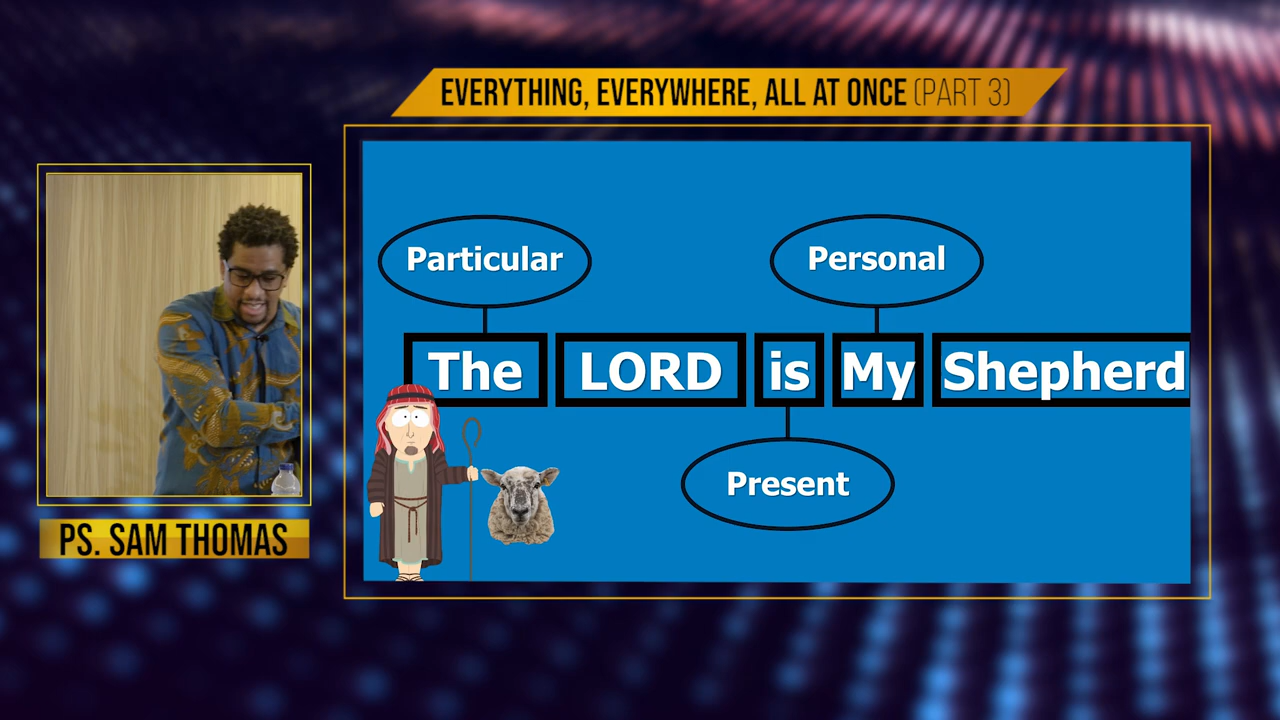 EVERYTHING, EVERYWHERE, ALL AT ONCE (PART 3)
Particular
Personal
The LORD is My Shepherd
Present
PS. SAM THOMAS